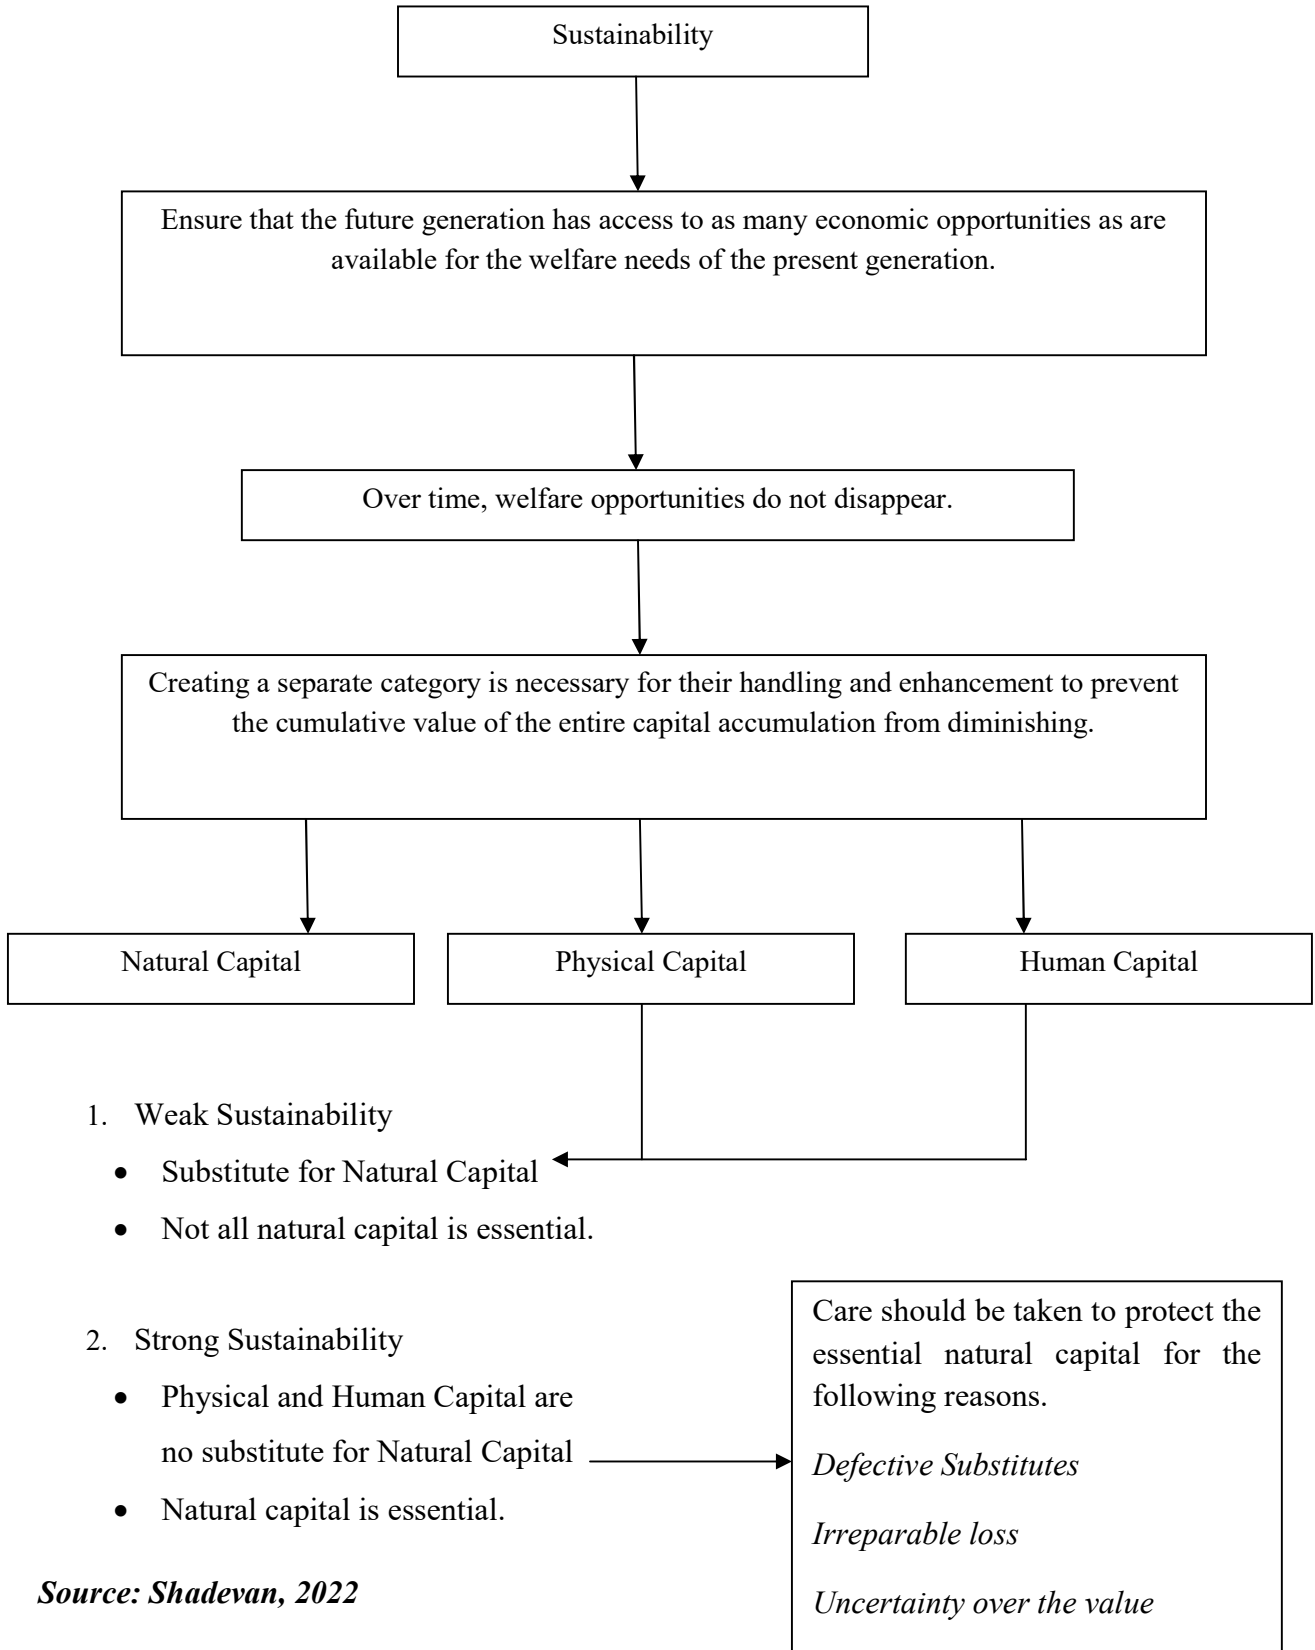 Sustainability
Ensure that the future generation has access to as many economic opportunities as are
available for the welfare needs of the present generation.
Over time, welfare opportunities do not disappear.
Creating a separate category is necessary for their handling and enhancement to prevent
the cumulative value of the entire capital accumulation from diminishing.
Natural Capital
Physical Capital
Human Capital
1. Weak Sustainability
• Substitute for Natural Capital
• Not all natural capital is essential.
2. Strong Sustainability
• Physical and Human Capital are
no substitute for Natural Capital
• Natural capital is essential.
Care should be taken to protect the
essential natural capital for the
following reasons.
Defective Substitutes
Irreparable loss
Uncertainty over the value
Source: Shadevan, 2022